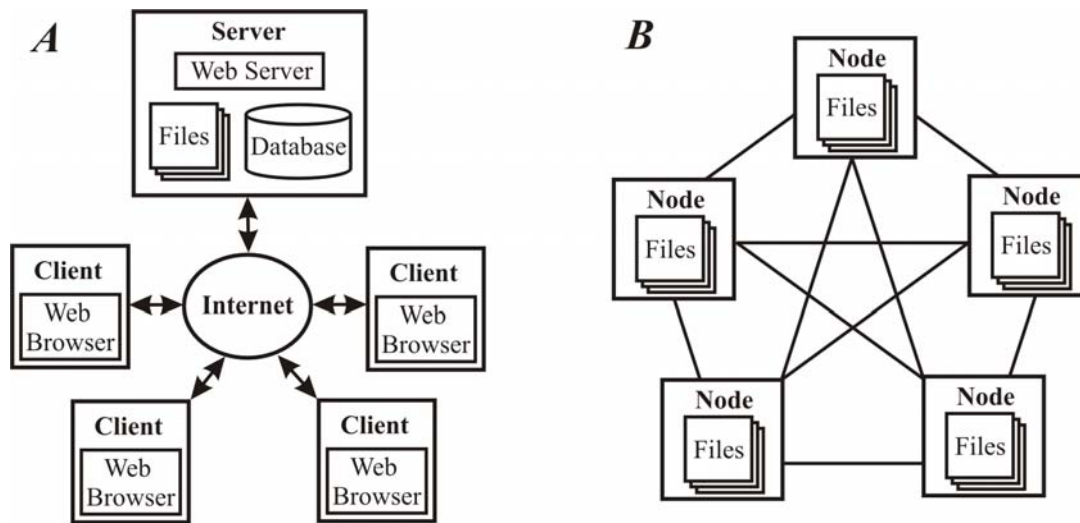 A
Server
Web Server
Files
Database
Client
Web
Browser
Internet
Client
Web
Browser
Client
Web
Browser
Client
Web
Browser
B
Node
Files
Node
Files
Node
Files
Node
Files
Node
Files